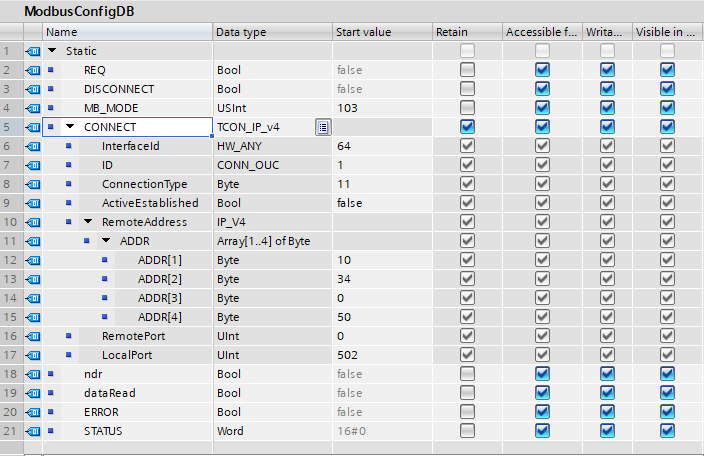 ModbusConfigDB
Name Data type Start value Retain Accessible f... Writa... Visible in ...
1 Static
2 REQ Bool false
3 DISCONNECT Bool false
4 MB_MODE USInt 103
5 CONNECT TCON_IP_v4
6 InterfaceId HW_ANY 64
7 ID CONN_OUC 1
8 ConnectionType Byte 11
9 ActiveEstablished Bool false
10 RemoteAddress IP_V4
11 ADDR Array[1..4] of Byte
12 ADDR[1] Byte 10
13 ADDR[2] Byte 34
14 ADDR[3] Byte 0
15 ADDR[4] Byte 50
16 RemotePort UInt 0
17 LocalPort UInt 502
18 ndr Bool false
19 dataRead Bool false
20 ERROR Bool false
21 STATUS Word 16#0